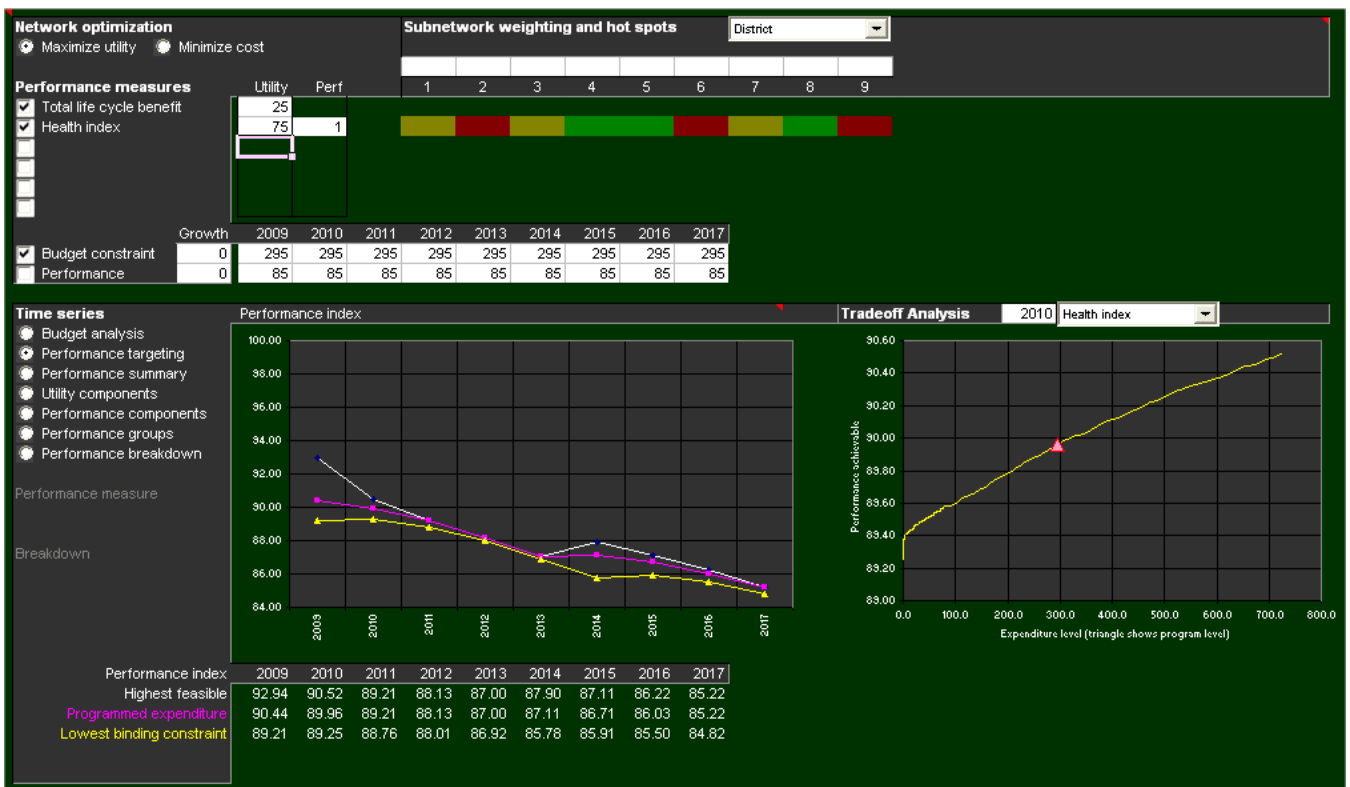 Network optimization
Maximize utility Minimize cost
Subnetwork weighting and hot spots District
Performance measures Utility Perf 1 2 3 4 5 6 7 8 9
Total life cycle benefit 25
Health index 75 1
Growth 2009 2010 2011 2012 2013 2014 2015 2016 2017
Budget constraint 0 295 295 295 295 295 295 295 295 295
Performance 0 85 85 85 85 85 85 85 85 85
Time series
Budget analysis
Performance targeting
Performance summary
Utility components
Performance components
Performance groups
Performance breakdown
Performance measure
Breakdown
Performance index
100.00
98.00
96.00
94.00
92.00
90.00
88.00
86.00
84.00
2009 2010 2011 2012 2013 2014 2015 2016 2017
Tradeoff Analysis 2010 Health index
90.60
90.40
90.20
90.00
89.80
89.60
89.40
89.20
89.00
Performance achievable
0.0 100.0 200.0 300.0 400.0 500.0 600.0 700.0 800.0
Expenditure level (triangle shows program level)
Performance index 2009 2010 2011 2012 2013 2014 2015 2016 2017
Highest feasible 92.94 90.52 89.21 88.13 87.00 87.90 87.11 86.22 85.22
Programmed expenditure 90.44 89.96 89.21 88.13 87.00 87.11 86.71 86.03 85.22
Lowest binding constraint 89.21 89.25 88.76 88.01 86.92 85.78 85.91 85.50 84.82